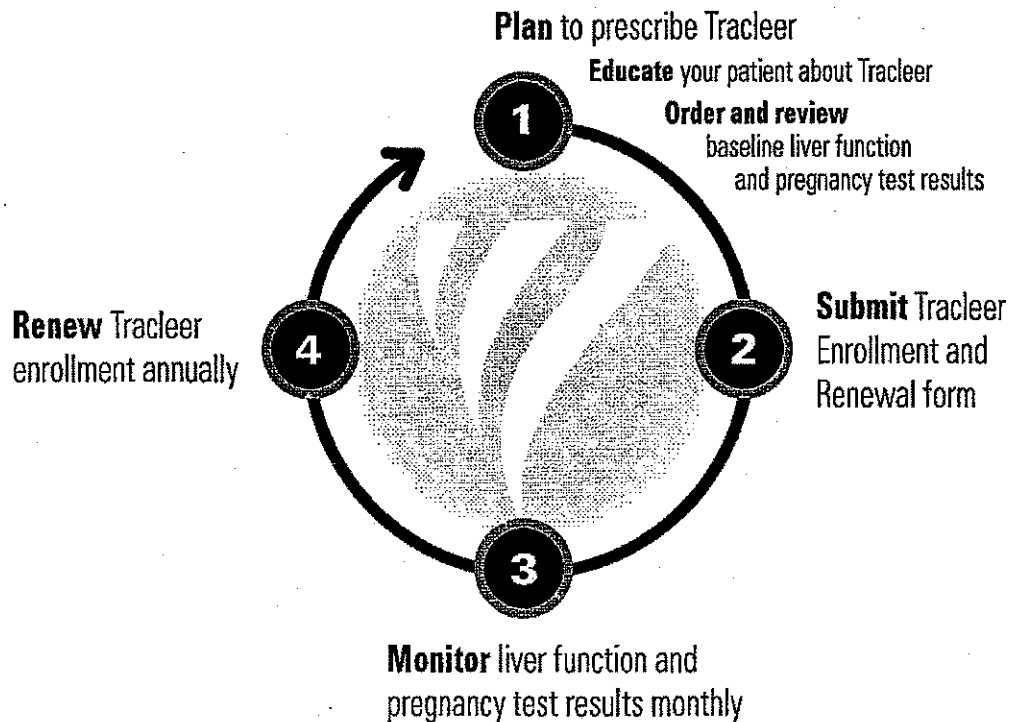 Plan to prescribe Tracleer
Educate your patient about Tracleer
Order and review
baseline liver function
and pregnancy test results
1
2
Submit Tracleer
Enrollment and
Renewal form
3
Monitor liver function and
pregnancy test results monthly
4
Renew Tracleer
enrollment annually